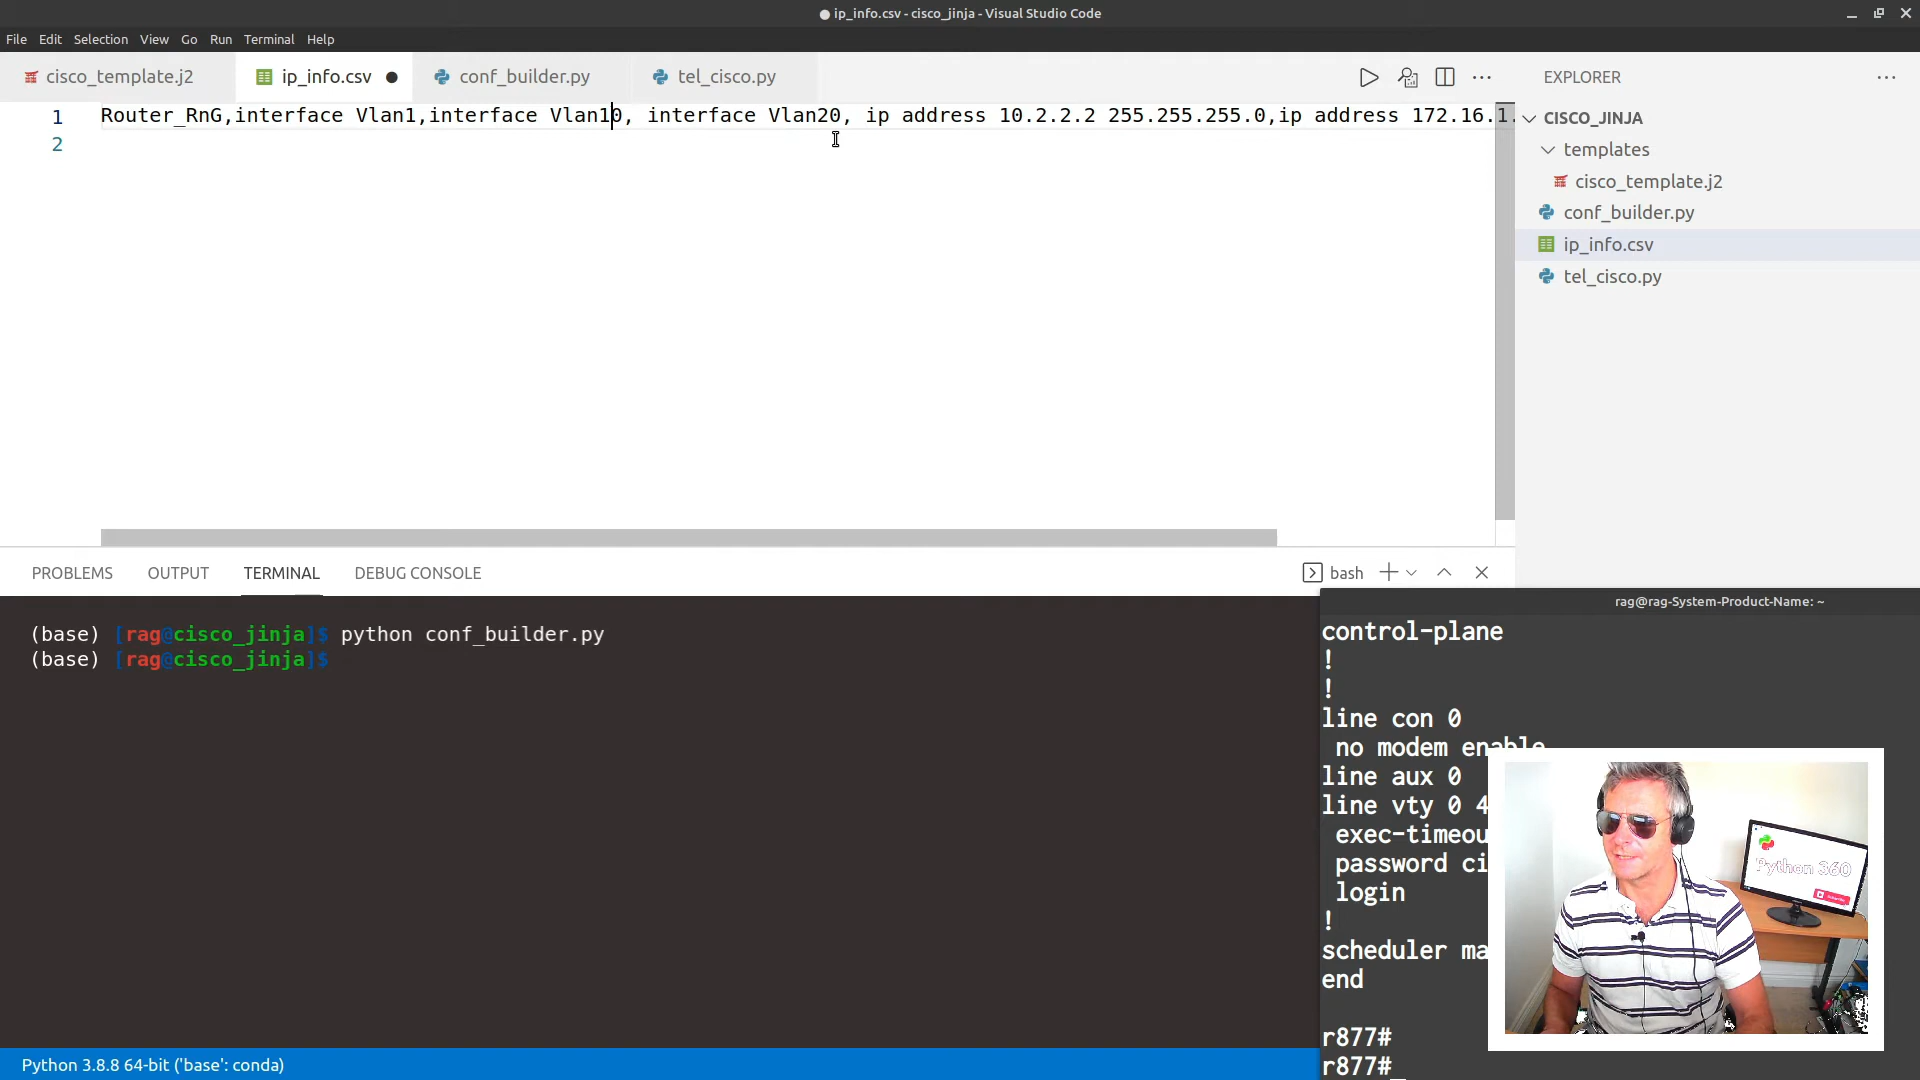 ip_info.csv - cisco_jinja - Visual Studio Code
File Edit Selection View Go Run Terminal Help
cisco_template.j2 ip_info.csv conf_builder.py tel_cisco.py
EXPLORER
1 Router_RnG,interface Vlan1,interface Vlan10, interface Vlan20, ip address 10.2.2.2 255.255.255.0,ip address 172.16.1.
2
CISCO_JINJA
templates
cisco_template.j2
conf_builder.py
ip_info.csv
tel_cisco.py
PROBLEMS OUTPUT TERMINAL DEBUG CONSOLE
bash
(base) [rag@cisco_jinja]$ python conf_builder.py
(base) [rag@cisco_jinja]$
rag@rag-System-Product-Name: ~
control-plane
!
!
line con 0
no modem enable
line aux 0
line vty 0 4
exec-timeou
password ci
login
!
scheduler ma
end
r877#
r877#_
Python 360
Python 3.8.8 64-bit ('base': conda)